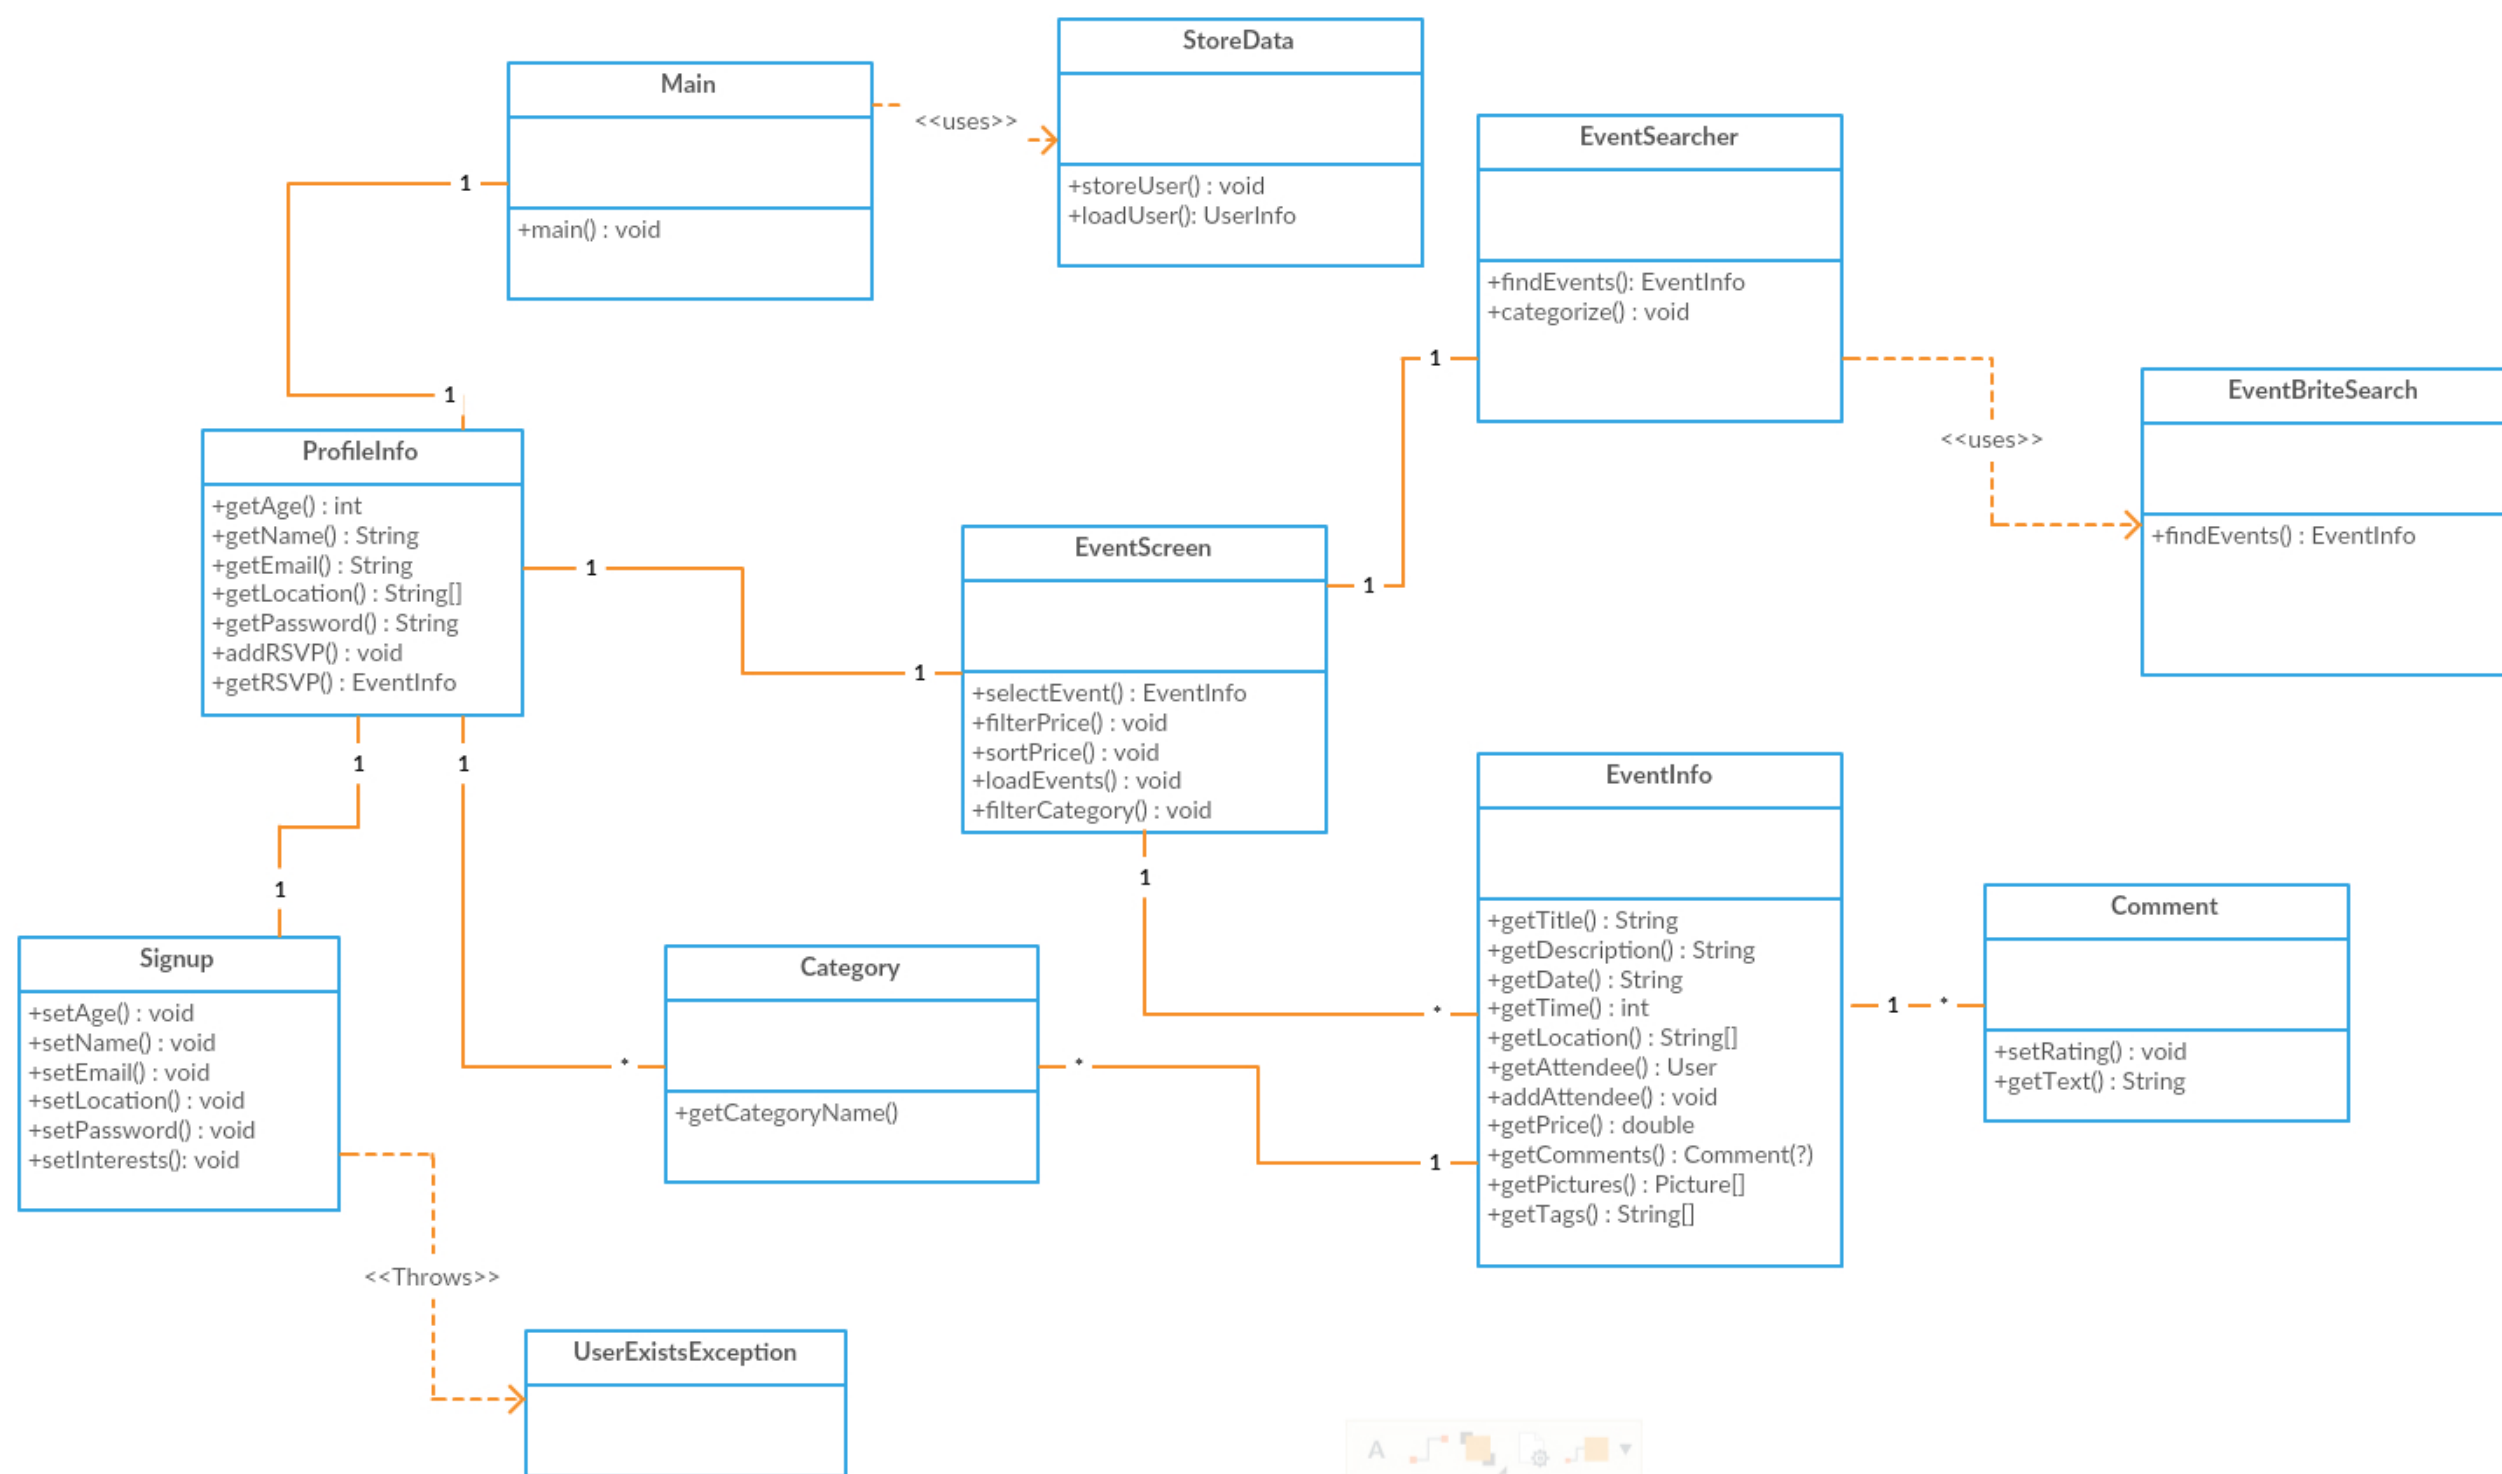 StoreData
+storeUser() : void
+loadUser(): UserInfo
Main
+main() : void
<<uses>>
EventSearcher
+findEvents(): EventInfo
+categorize() : void
1
1
1
1
<<uses>>
EventBriteSearch
+findEvents() : EventInfo
ProfileInfo
+getAge() : int
+getName() : String
+getEmail() : String
+getLocation() : String[]
+getPassword() : String
+addRSVP() : void
+getRSVP() : EventInfo
1
1
EventScreen
+selectEvent() : EventInfo
+filterPrice() : void
+sortPrice() : void
+loadEvents() : void
+filterCategory() : void
1
1
1
1
*
EventInfo
+getTitle() : String
+getDescription() : String
+getDate() : String
+getTime() : int
+getLocation() : String[]
+getAttendee() : User
+addAttendee() : void
+getPrice() : double
+getComments() : Comment(?)
+getPictures() : Picture[]
+getTags() : String[]
1 *
Comment
+setRating() : void
+getText() : String
Signup
+setAge() : void
+setName() : void
+setEmail() : void
+setLocation() : void
+setPassword() : void
+setInterests(): void
*
Category
+getCategoryName()
*
1
<<Throws>>
UserExistsException
A